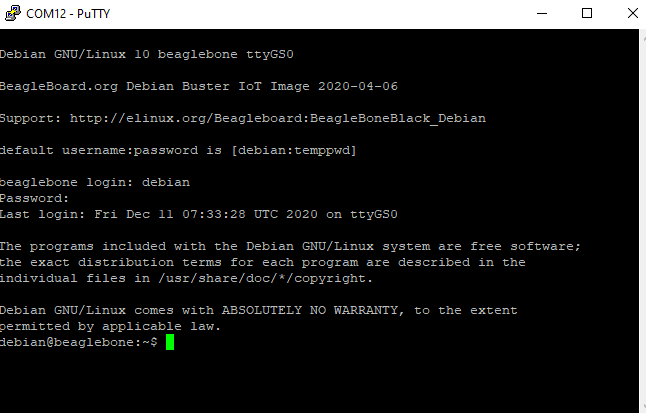 COM12 - PuTTY
Debian GNU/Linux 10 beaglebone ttyGS0
BeagleBoard.org Debian Buster IoT Image 2020-04-06
Support: http://elinux.org/Beagleboard:BeagleBoneBlack_Debian
default username:password is [debian:temppwd]
beaglebone login: debian
Password:
Last login: Fri Dec 11 07:33:28 UTC 2020 on ttyGS0
The programs included with the Debian GNU/Linux system are free software;
the exact distribution terms for each program are described in the
individual files in /usr/share/doc/*/copyright.
Debian GNU/Linux comes with ABSOLUTELY NO WARRANTY, to the extent
permitted by applicable law.
debian@beaglebone:~$